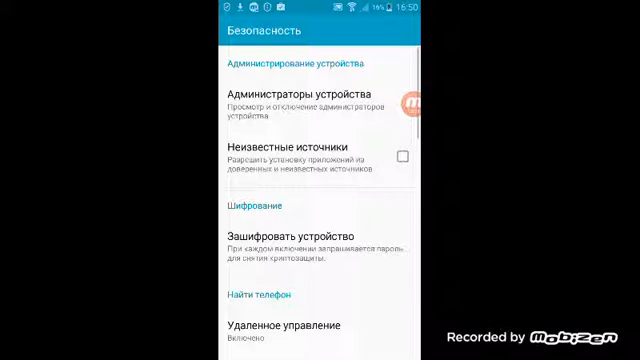 16% 16:50
Безопасность
Администрирование устройства
Администраторы устройства
Просмотр и отключение администраторов
устройства.
Неизвестные источники
Разрешить установку приложений из
доверенных и неизвестных источников
Шифрование
Зашифровать устройство
При каждом включении запрашивается пароль
для снятия криптозащиты.
Найти телефон
Удаленное управление
Включено
Recorded by Mobizen